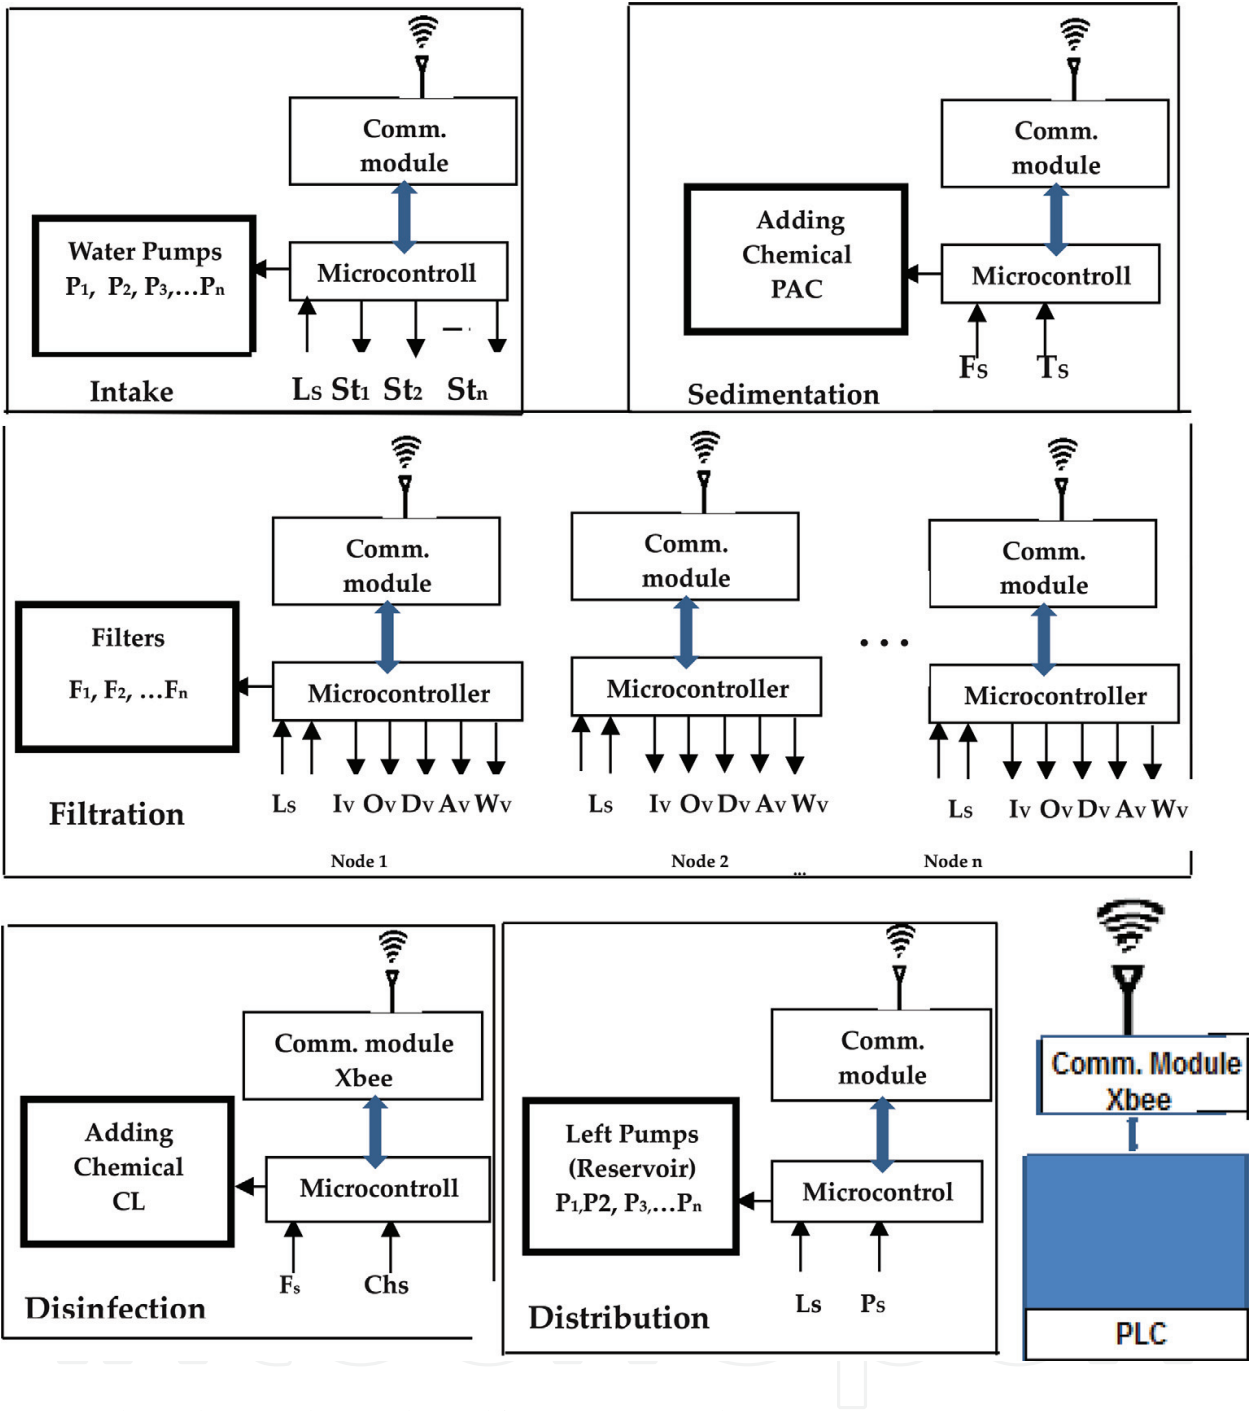 Comm.
module
Water Pumps
P1, P2, P3,...Pn
Microcontroll
Ls St1 St2 — Stn
Intake
Comm.
module
Adding
Chemical
PAC
Microcontroll
Fs Ts
Sedimentation
Comm.
module
Comm.
module
Comm.
module
Filters
F1, F2, ...Fn
Microcontroller
Microcontroller
...
Microcontroller
Ls Iv Ov Dv Av Wv
Ls Iv Ov Dv Av Wv
Ls Iv Ov Dv Av Wv
Filtration
Node 1
Node 2
...
Node n
Comm. module
Xbee
Adding
Chemical
CL
Microcontroll
Fs Chs
Disinfection
Comm.
module
Left Pumps
(Reservoir)
P1,P2, P3,...Pn
Microcontrol
Ls Ps
Distribution
Comm. Module
Xbee
PLC